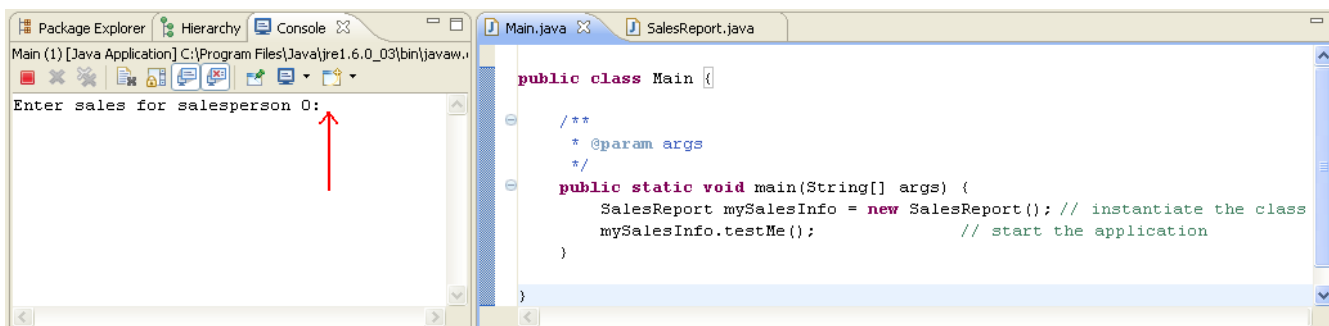 Package Explorer Hierarchy Console
Main (1) [Java Application] C:\Program Files\Java\jre1.6.0_03\bin\javaw.
Enter sales for salesperson 0:
Main.java SalesReport.java
public class Main {
/**
* @param args
*/
public static void main(String[] args) {
SalesReport mySalesInfo = new SalesReport(); // instantiate the class
mySalesInfo.testMe(); // start the application
}
}